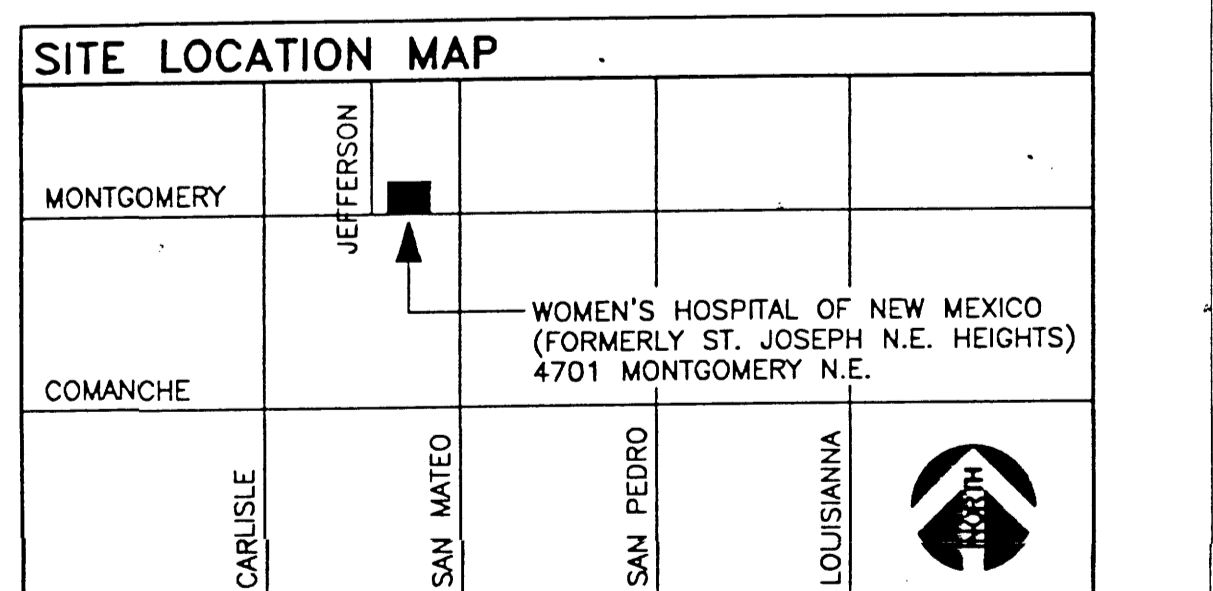 SITE LOCATION MAP
JEFFERSON
MONTGOMERY
WOMEN'S HOSPITAL OF NEW MEXICO
(FORMERLY ST. JOSEPH N.E. HEIGHTS)
4701 MONTGOMERY N.E.
COMANCHE
CARLISLE
SAN MATEO
SAN PEDRO
LOUISIANNA
NORTH